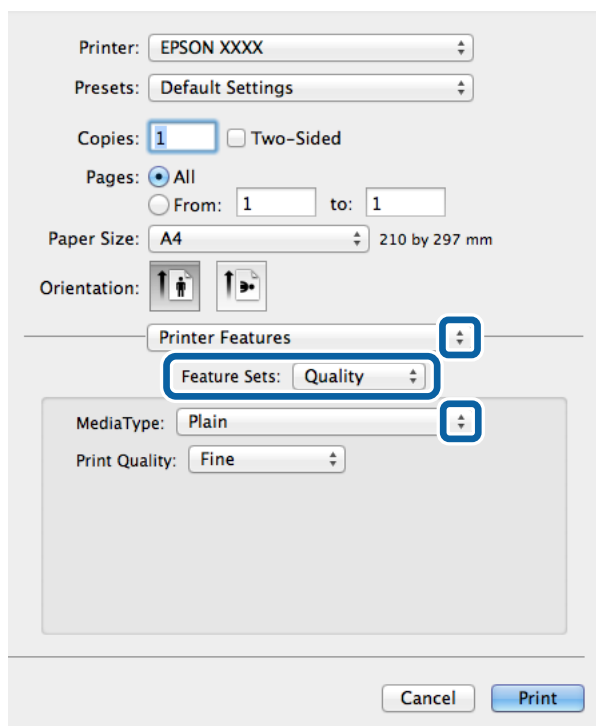 Printer: EPSON XXXX
Presets: Default Settings
Copies: 1 Two-Sided
Pages: All
From: 1 to: 1
Paper Size: A4 210 by 297 mm
Orientation:
Printer Features
Feature Sets: Quality
MediaType: Plain
Print Quality: Fine
Cancel Print